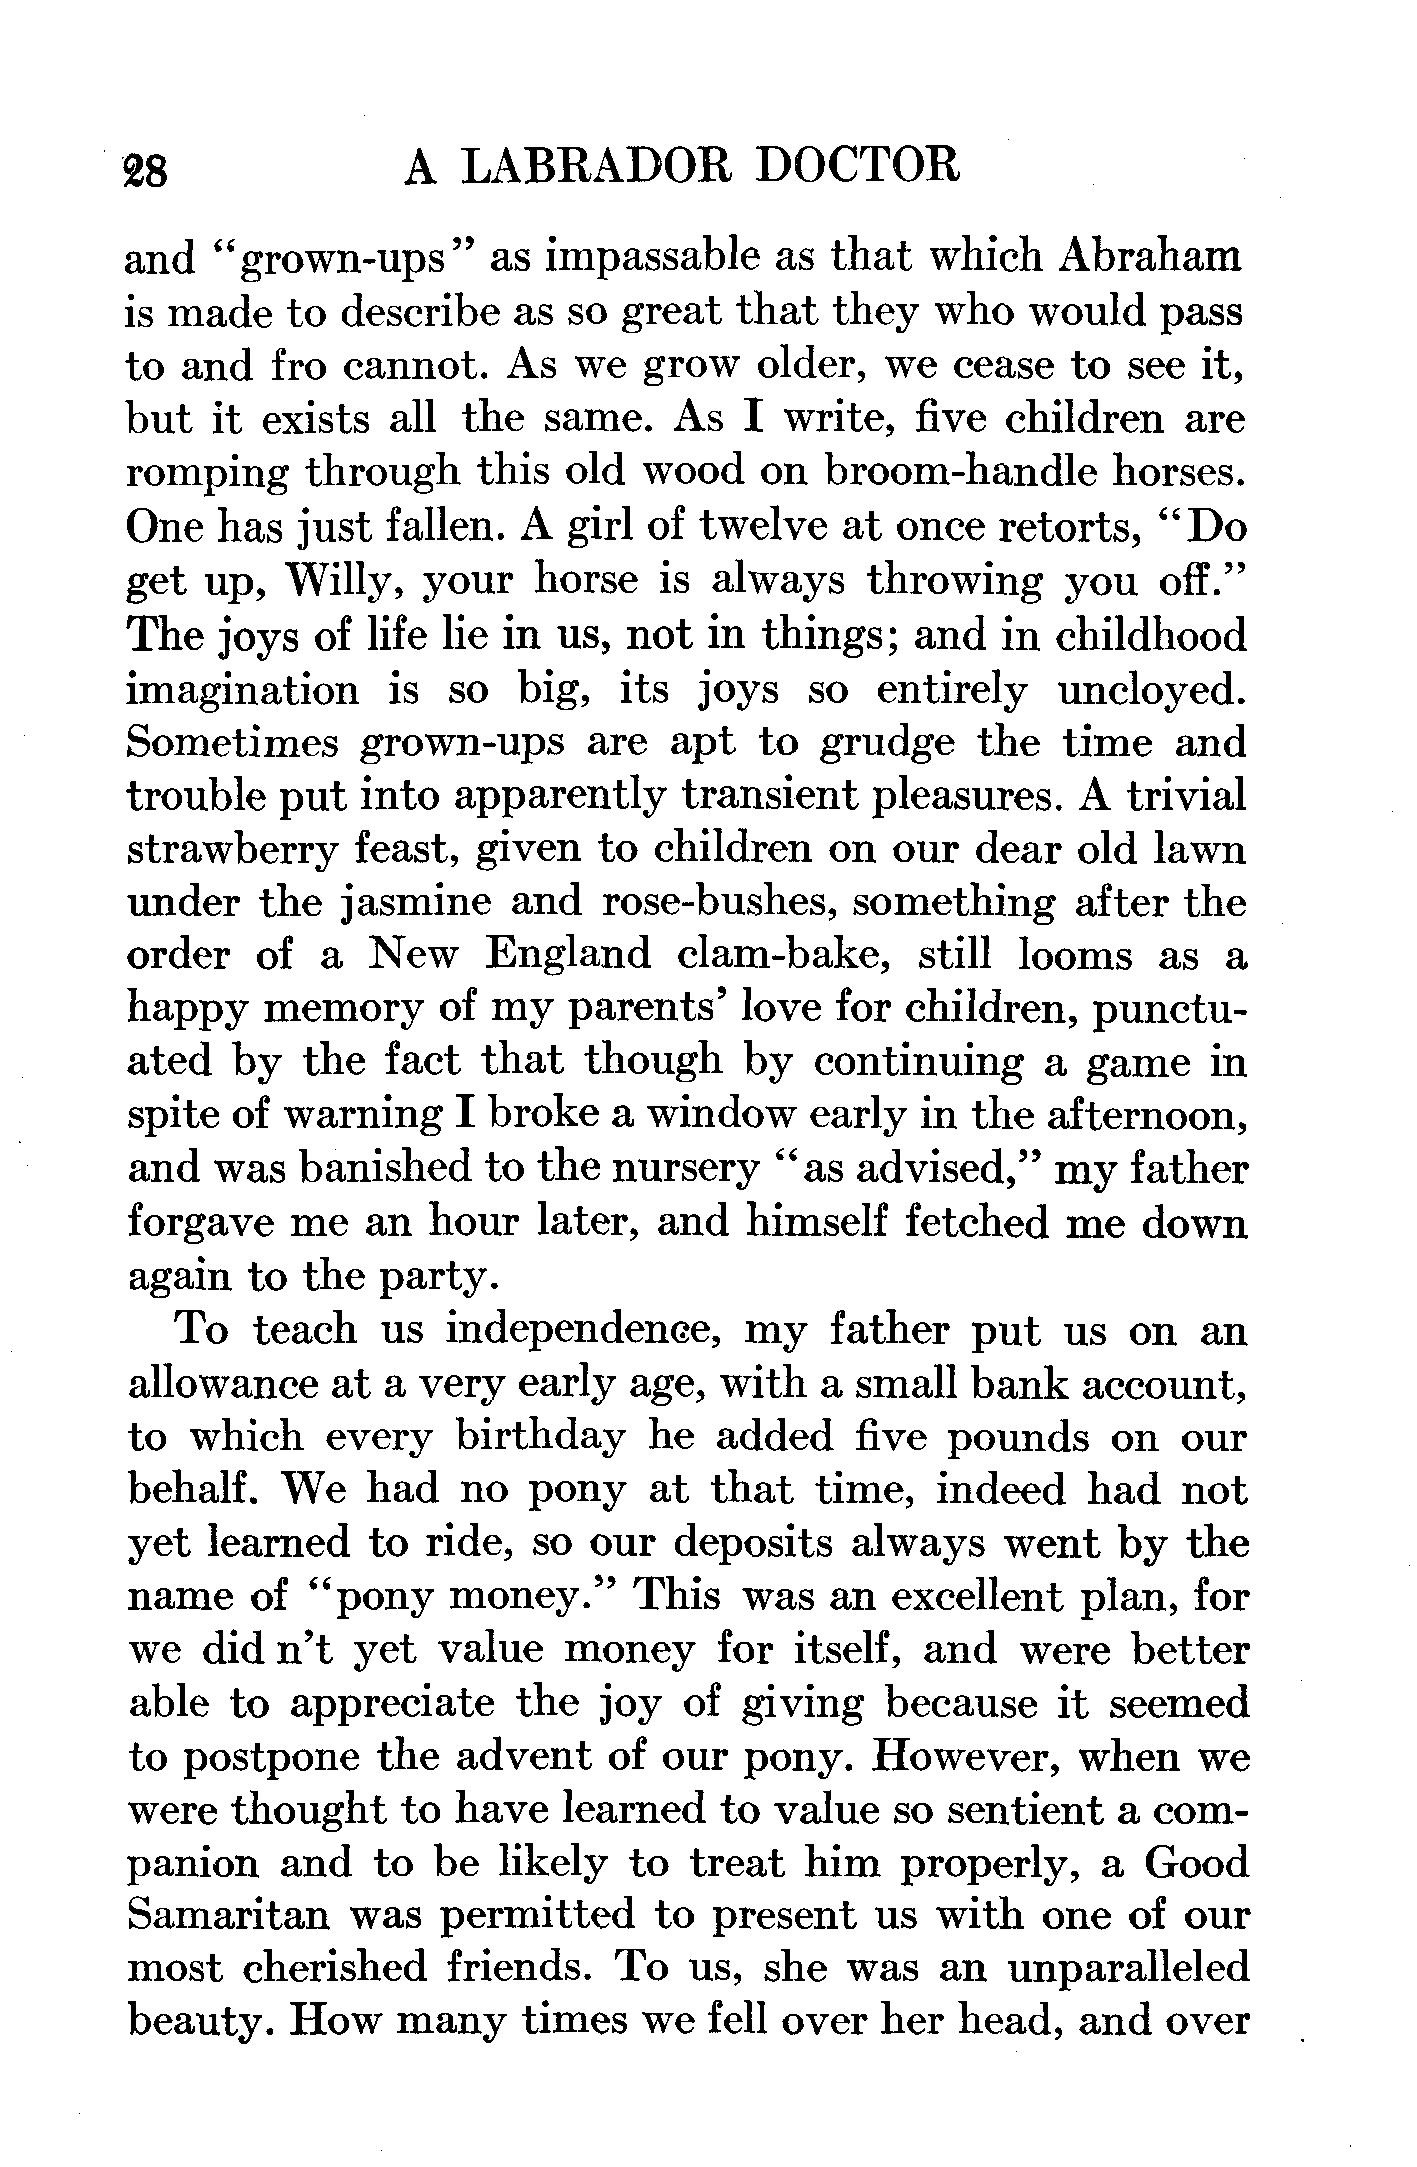 28 A LABRADOR DOCTOR
and "grown-ups" as impassable as that which Abraham
is made to describe as so great that they who would pass
to and fro cannot. As we grow older, we cease to see it,
but it exists all the same. As I write, five children are
romping through this old wood on broom-handle horses.
One has just fallen. A girl of twelve at once retorts, "Do
get up, Willy, your horse is always throwing you off."
The joys of life lie in us, not in things; and in childhood
imagination is so big, its joys so entirely uncloyed.
Sometimes grown-ups are apt to grudge the time and
trouble put into apparently transient pleasures. A trivial
strawberry feast, given to children on our dear old lawn
under the jasmine and rose-bushes, something after the
order of a New England clam-bake, still looms as a
happy memory of my parents' love for children, punctu-
ated by the fact that though by continuing a game in
spite of warning I broke a window early in the afternoon,
and was banished to the nursery "as advised," my father
forgave me an hour later, and himself fetched me down
again to the party.
To teach us independence, my father put us on an
allowance at a very early age, with a small bank account,
to which every birthday he added five pounds on our
behalf. We had no pony at that time, indeed had not
yet learned to ride, so our deposits always went by the
name of "pony money." This was an excellent plan, for
we did n't yet value money for itself, and were better
able to appreciate the joy of giving because it seemed
to postpone the advent of our pony. However, when we
were thought to have learned to value so sentient a com-
panion and to be likely to treat him properly, a Good
Samaritan was permitted to present us with one of our
most cherished friends. To us, she was an unparalleled
beauty. How many times we fell over her head, and over